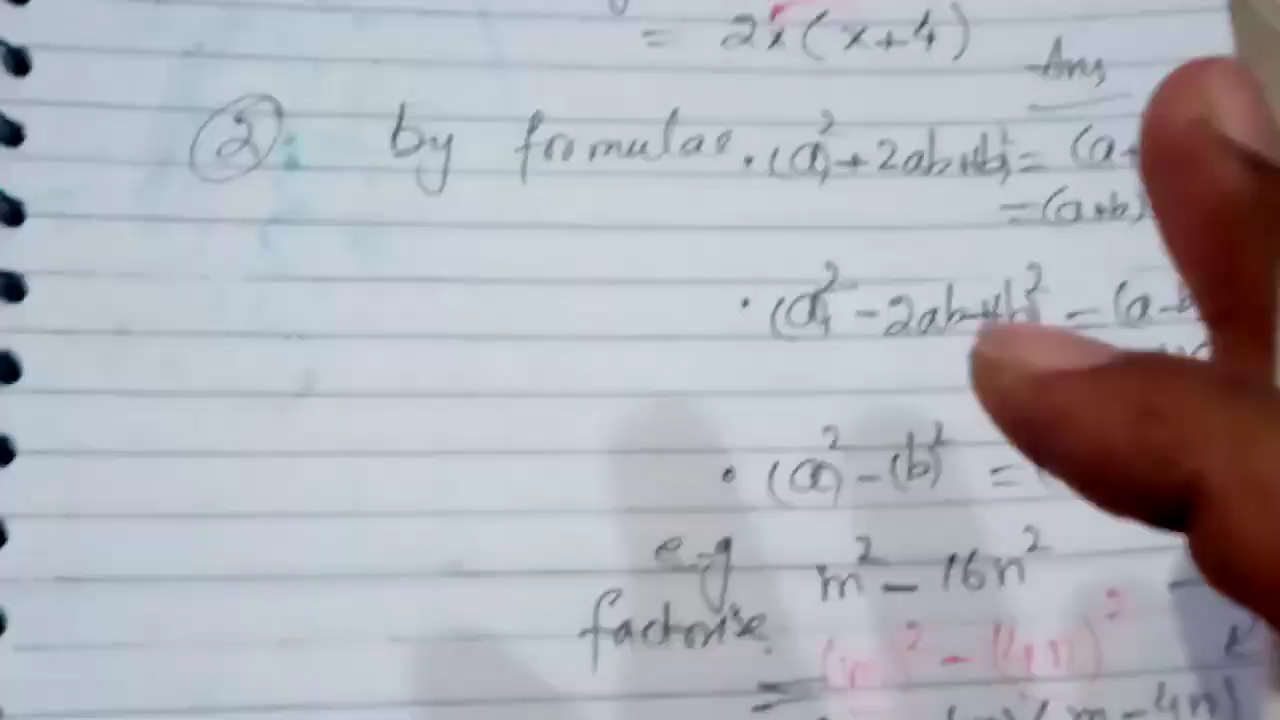 = 2x(x+4)
Ans
② by fromulas . (a)²+2ab+(b)²= (a+
=(a+b)
. (a)² - 2ab+(b)² = (a-
. (a)² - (b)² =
e.g m² - 16n²
factorise.
= (m)² - (4n)²
(m-4n)